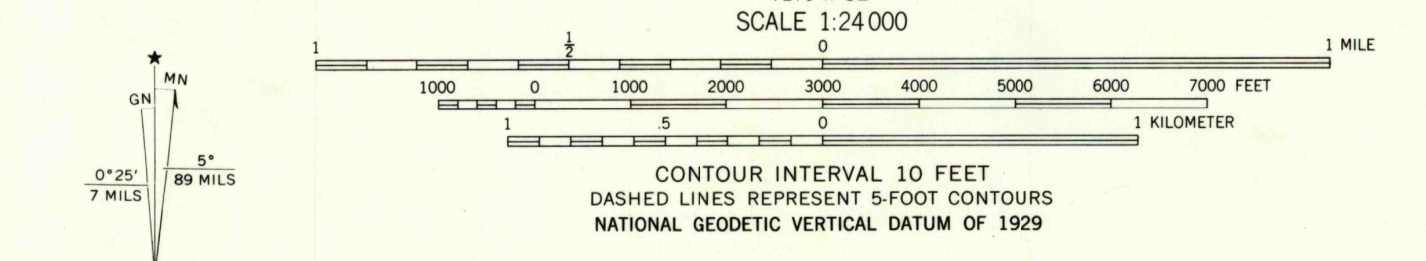 SCALE 1:24 000
1 ½ 0 1 MILE
1000 0 1000 2000 3000 4000 5000 6000 7000 FEET
1 .5 0 1 KILOMETER
CONTOUR INTERVAL 10 FEET
DASHED LINES REPRESENT 5-FOOT CONTOURS
NATIONAL GEODETIC VERTICAL DATUM OF 1929
★
MN
GN
5°
89 MILS
0°25'
7 MILS